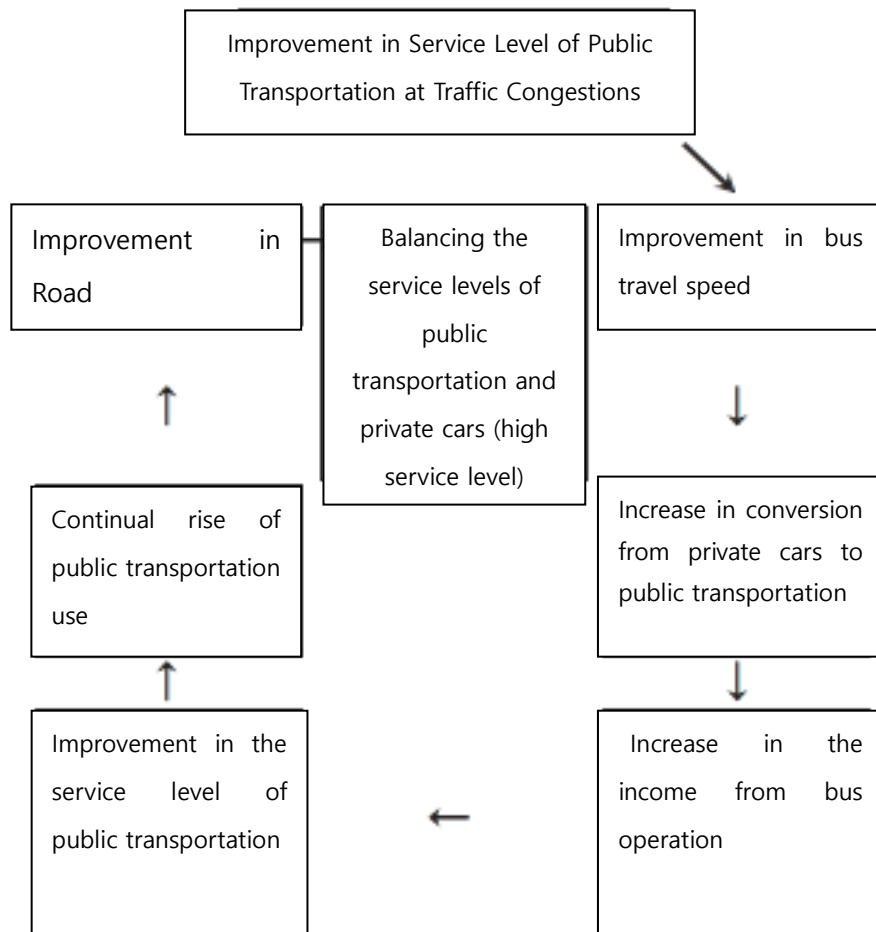 Improvement in Service Level of Public
Transportation at Traffic Congestions
Improvement in
Road
Balancing the
service levels of
public
transportation and
private cars (high
service level)
Improvement in bus
travel speed
Continual rise of
public transportation
use
Increase in conversion
from private cars to
public transportation
Improvement in the
service level of
public transportation
Increase in the
income from bus
operation